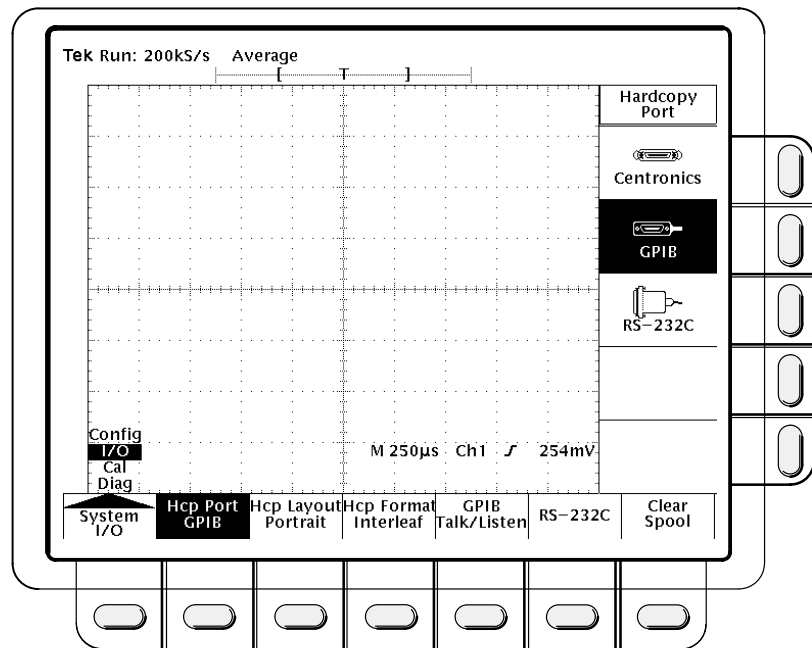 Tek Run: 200kS/s Average
[ T ]
Hardcopy
Port
Centronics
GPIB
RS-232C
Config
I/O
Cal
Diag
M 250µs Ch1 ∫ 254mV
System
I/O
Hcp Port
GPIB
Hcp Layout
Portrait
Hcp Format
Interleaf
GPIB
Talk/Listen
RS-232C
Clear
Spool